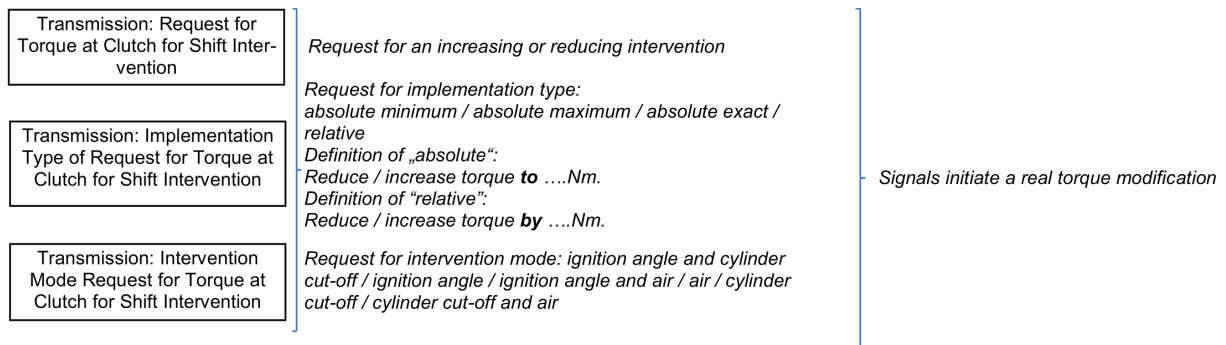 Transmission: Request for
Torque at Clutch for Shift Inter-
vention
Request for an increasing or reducing intervention
Transmission: Implementation
Type of Request for Torque at
Clutch for Shift Intervention
Request for implementation type:
absolute minimum / absolute maximum / absolute exact /
relative
Definition of „absolute“:
Reduce / increase torque to ….Nm.
Definition of “relative”:
Reduce / increase torque by ….Nm.
Transmission: Intervention
Mode Request for Torque at
Clutch for Shift Intervention
Request for intervention mode: ignition angle and cylinder
cut-off / ignition angle / ignition angle and air / air / cylinder
cut-off / cylinder cut-off and air
Signals initiate a real torque modification